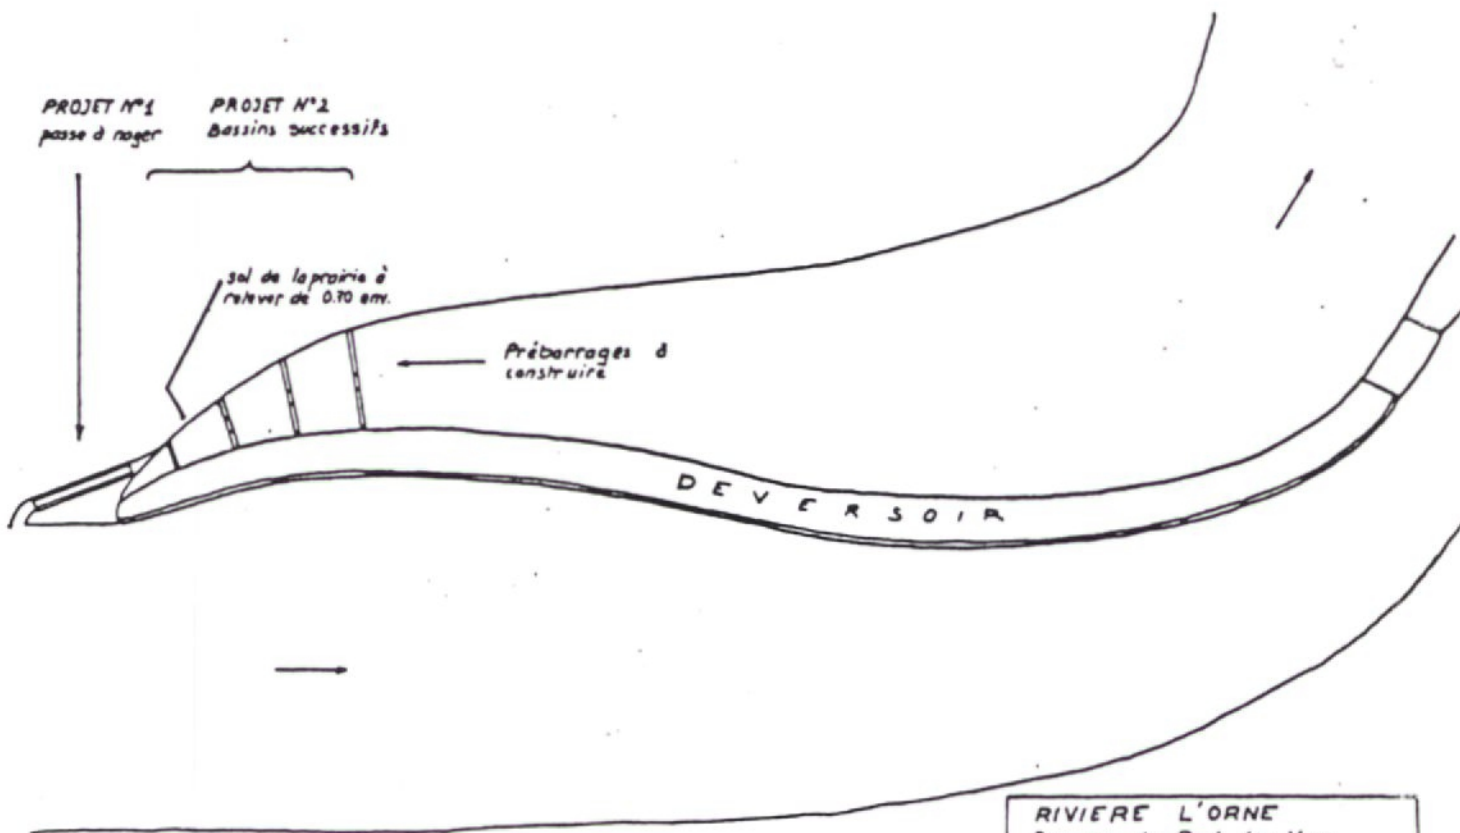 PROJET N°1
passe à nager
PROJET N°2
Bassins successifs
sol de la prairie à
relever de 0.70 env.
Prébarrages à
construire
DEVERSOIR
RIVIERE L'ORNE